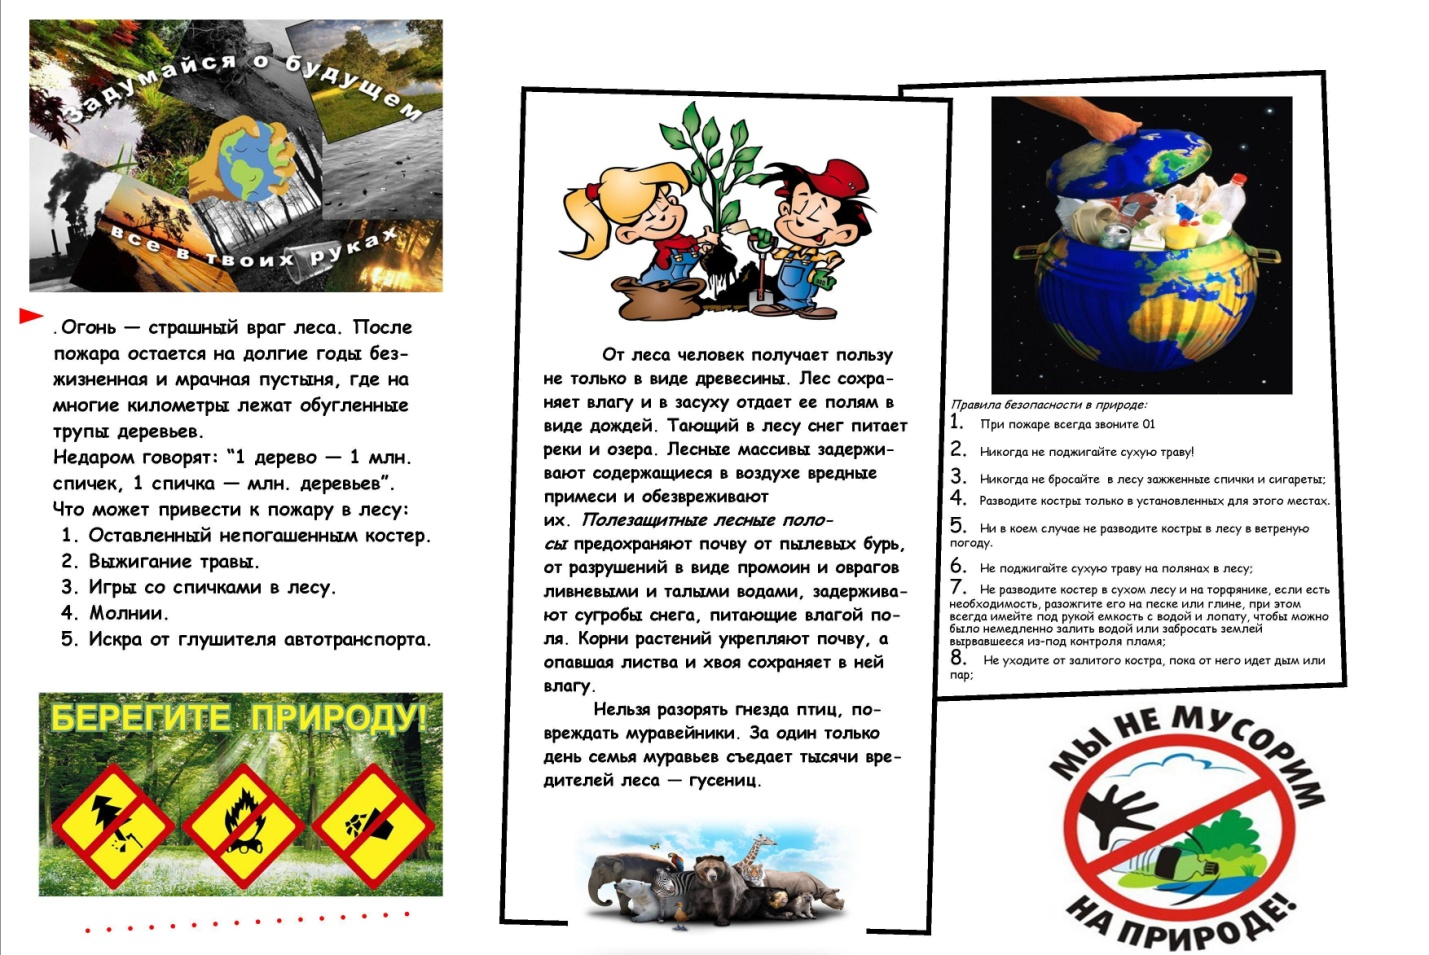 Задумайся о будущем
все в твоих руках
.Огонь — страшный враг леса. После
пожара остается на долгие годы без-
жизненная и мрачная пустыня, где на
многие километры лежат обугленные
трупы деревьев.
Недаром говорят: “1 дерево — 1 млн.
спичек, 1 спичка — млн. деревьев”.
Что может привести к пожару в лесу:
1. Оставленный непогашенным костер.
2. Выжигание травы.
3. Игры со спичками в лесу.
4. Молнии.
5. Искра от глушителя автотранспорта.
БЕРЕГИТЕ ПРИРОДУ!
От леса человек получает пользу
не только в виде древесины. Лес сохра-
няет влагу и в засуху отдает ее полям в
виде дождей. Тающий в лесу снег питает
реки и озера. Лесные массивы задержи-
вают содержащиеся в воздухе вредные
примеси и обезвреживают
их. Полезащитные лесные поло-
сы предохраняют почву от пылевых бурь,
от разрушений в виде промоин и оврагов
ливневыми и талыми водами, задержива-
ют сугробы снега, питающие влагой по-
ля. Корни растений укрепляют почву, а
опавшая листва и хвоя сохраняет в ней
влагу.
Нельзя разорять гнезда птиц, по-
вреждать муравейники. За один только
день семья муравьев съедает тысячи вре-
дителей леса — гусениц.
Правила безопасности в природе:
1. При пожаре всегда звоните 01
2. Никогда не поджигайте сухую траву!
3. Никогда не бросайте в лесу зажженные спички и сигареты;
4. Разводите костры только в установленных для этого местах.
5. Ни в коем случае не разводите костры в лесу в ветреную
погоду.
6. Не поджигайте сухую траву на полянах в лесу;
7. Не разводите костер в сухом лесу и на торфянике, если есть
необходимость, разожгите его на песке или глине, при этом
всегда имейте под рукой емкость с водой и лопату, чтобы можно
было немедленно залить водой или забросать землей
вырвавшееся из-под контроля пламя;
8. Не уходите от залитого костра, пока от него идет дым или
пар;
МЫ НЕ МУСОРИМ
НА ПРИРОДЕ!